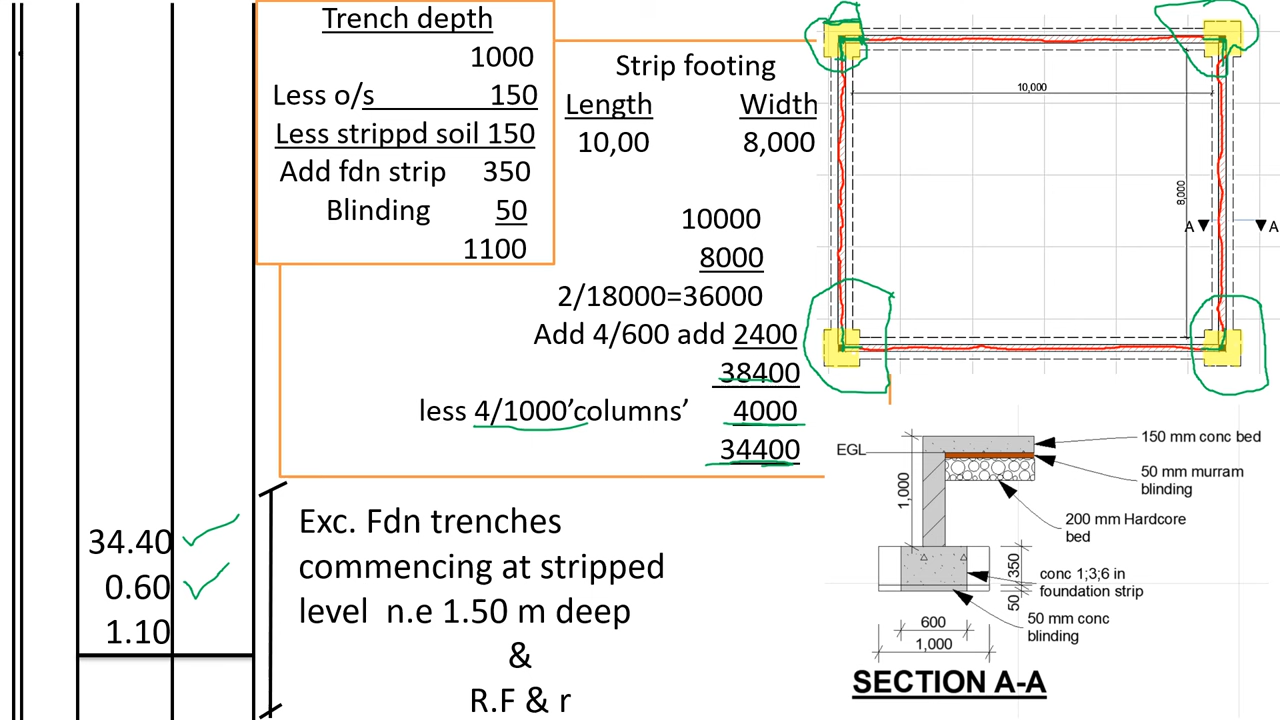 Trench depth
1000
Less o/s 150
Less strippd soil 150
Add fdn strip 350
Blinding 50
1100
Strip footing
Length Width
10,00 8,000
10000
8000
2/18000=36000
Add 4/600 add 2400
38400
less 4/1000’columns’ 4000
34400
34.40
0.60
1.10
Exc. Fdn trenches
commencing at stripped
level n.e 1.50 m deep
&
R.F & r
10,000
8,000
A A
EGL
1,000
150 mm conc bed
50 mm murram
blinding
200 mm Hardcore
bed
350
conc 1;3;6 in
foundation strip
50
50 mm conc
blinding
600
1,000
SECTION A-A